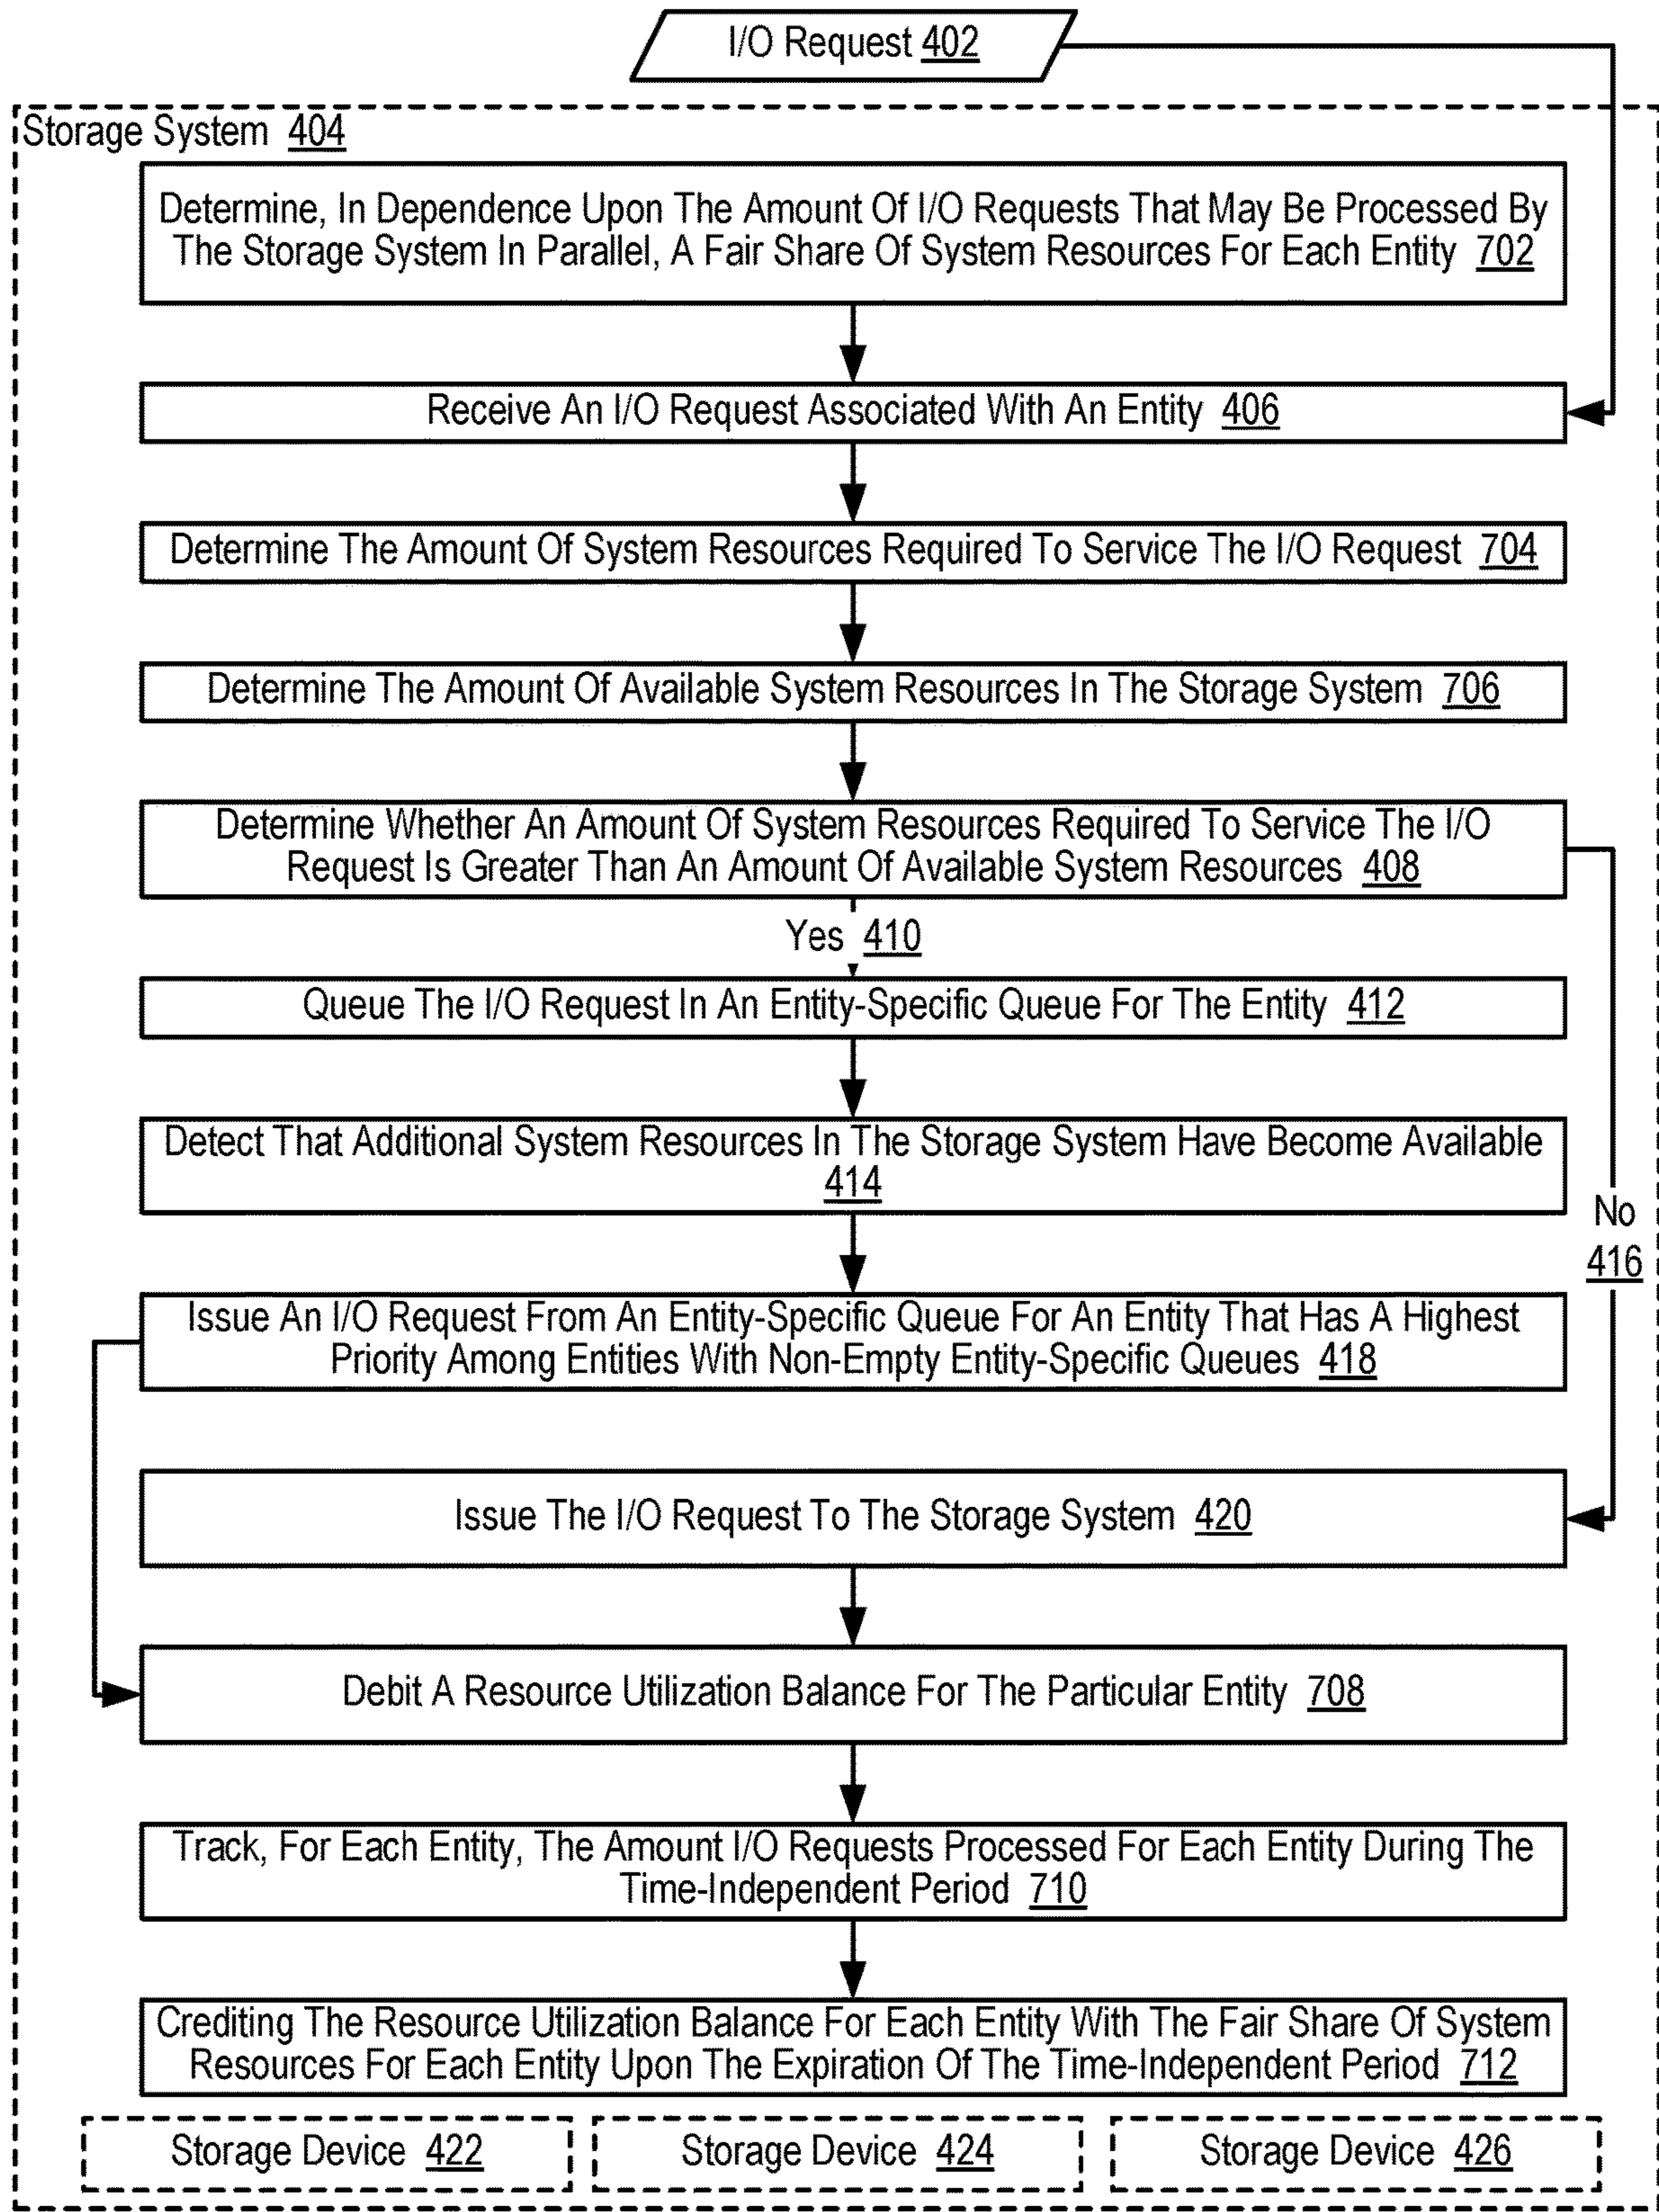 I/O Request 402
Storage System 404
Determine, In Dependence Upon The Amount Of I/O Requests That May Be Processed By
The Storage System In Parallel, A Fair Share Of System Resources For Each Entity 702
Receive An I/O Request Associated With An Entity 406
Determine The Amount Of System Resources Required To Service The I/O Request 704
Determine The Amount Of Available System Resources In The Storage System 706
Determine Whether An Amount Of System Resources Required To Service The I/O
Request Is Greater Than An Amount Of Available System Resources 408
Yes 410
Queue The I/O Request In An Entity-Specific Queue For The Entity 412
Detect That Additional System Resources In The Storage System Have Become Available
414
No
416
Issue An I/O Request From An Entity-Specific Queue For An Entity That Has A Highest
Priority Among Entities With Non-Empty Entity-Specific Queues 418
Issue The I/O Request To The Storage System 420
Debit A Resource Utilization Balance For The Particular Entity 708
Track, For Each Entity, The Amount I/O Requests Processed For Each Entity During The
Time-Independent Period 710
Crediting The Resource Utilization Balance For Each Entity With The Fair Share Of System
Resources For Each Entity Upon The Expiration Of The Time-Independent Period 712
Storage Device 422
Storage Device 424
Storage Device 426